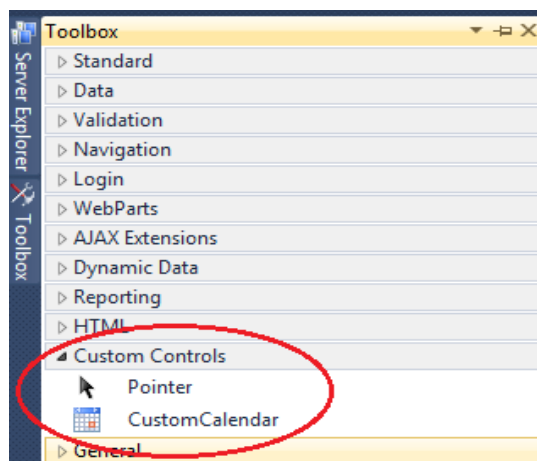 Toolbox
Server Explorer
Toolbox
Standard
Data
Validation
Navigation
Login
WebParts
AJAX Extensions
Dynamic Data
Reporting
HTML
Custom Controls
Pointer
CustomCalendar
General